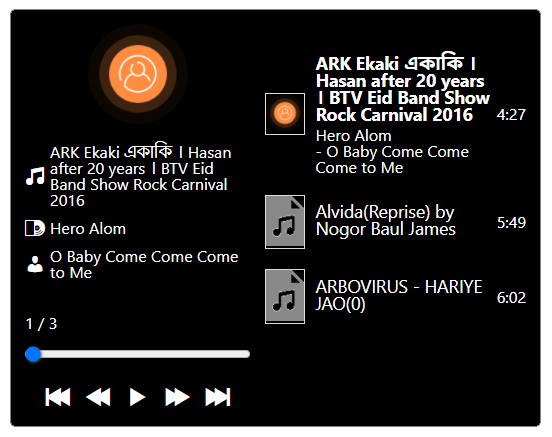 ARK Ekaki একাকি । Hasan
after 20 years । BTV Eid
Band Show Rock Carnival
2016
Hero Alom
O Baby Come Come Come
to Me
1 / 3
ARK Ekaki একাকি ।
Hasan after 20 years
। BTV Eid Band Show
Rock Carnival 2016
4:27
Hero Alom
- O Baby Come Come
Come to Me
Alvida(Reprise) by
Nogor Baul James
5:49
ARBOVIRUS - HARIYE
JAO(0)
6:02